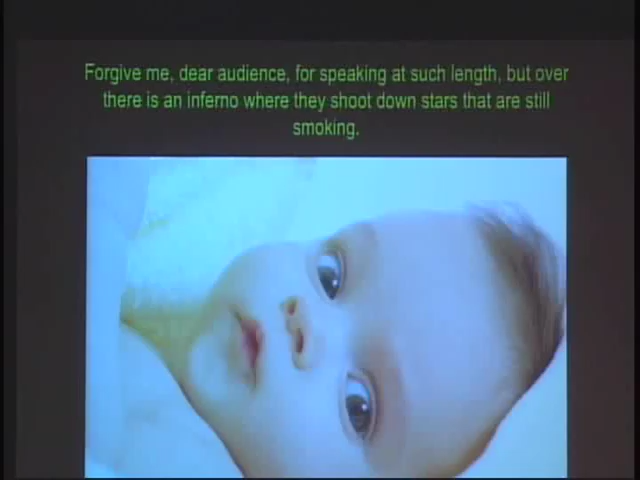 Forgive me, dear audience, for speaking at such length, but over
there is an inferno where they shoot down stars that are still
smoking.